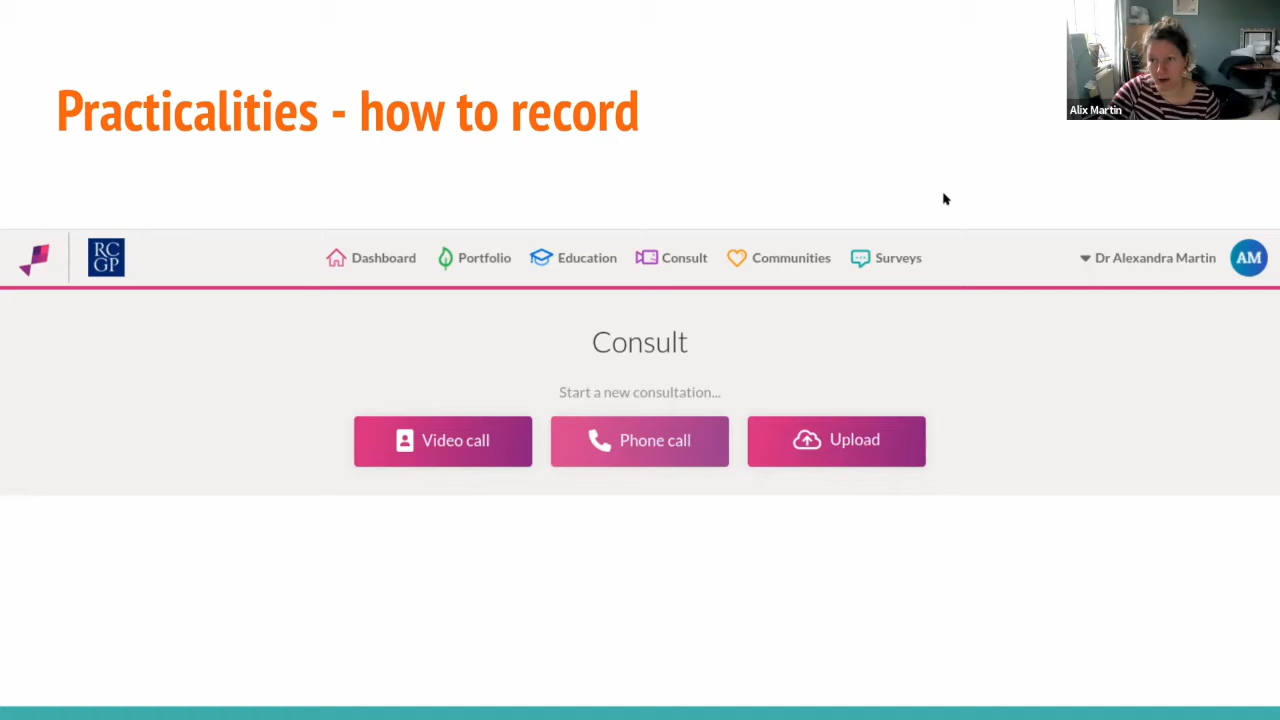 Alix Martin
Practicalities - how to record
RC
GP
Dashboard
Portfolio
Education
Consult
Communities
Surveys
Dr Alexandra Martin
AM
Consult
Start a new consultation...
Video call
Phone call
Upload